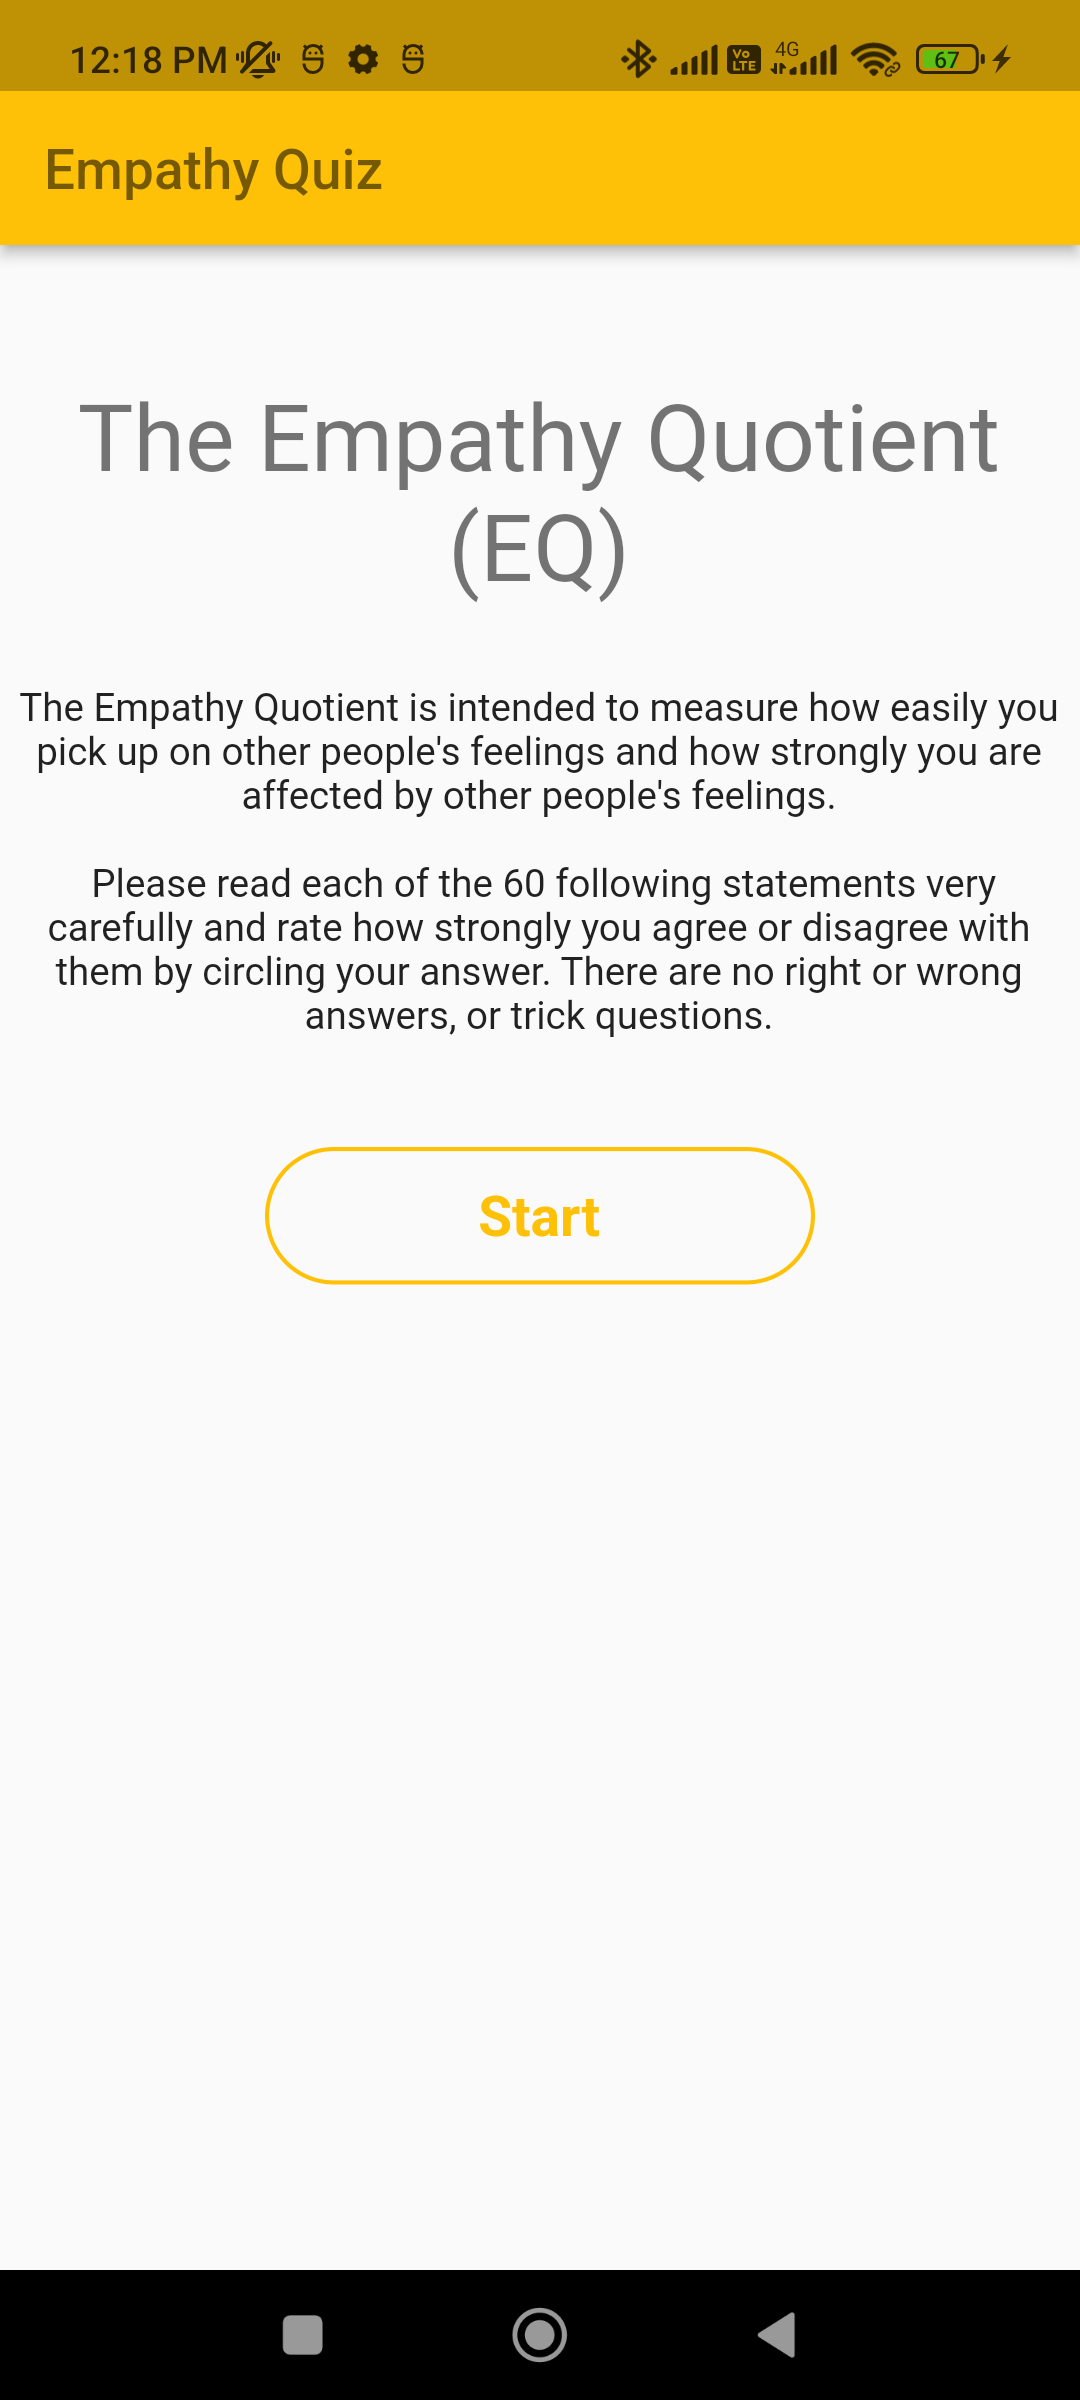 12:18 PM
Vo LTE
4G
67
Empathy Quiz
The Empathy Quotient
(EQ)
The Empathy Quotient is intended to measure how easily you
pick up on other people's feelings and how strongly you are
affected by other people's feelings.
Please read each of the 60 following statements very
carefully and rate how strongly you agree or disagree with
them by circling your answer. There are no right or wrong
answers, or trick questions.
Start